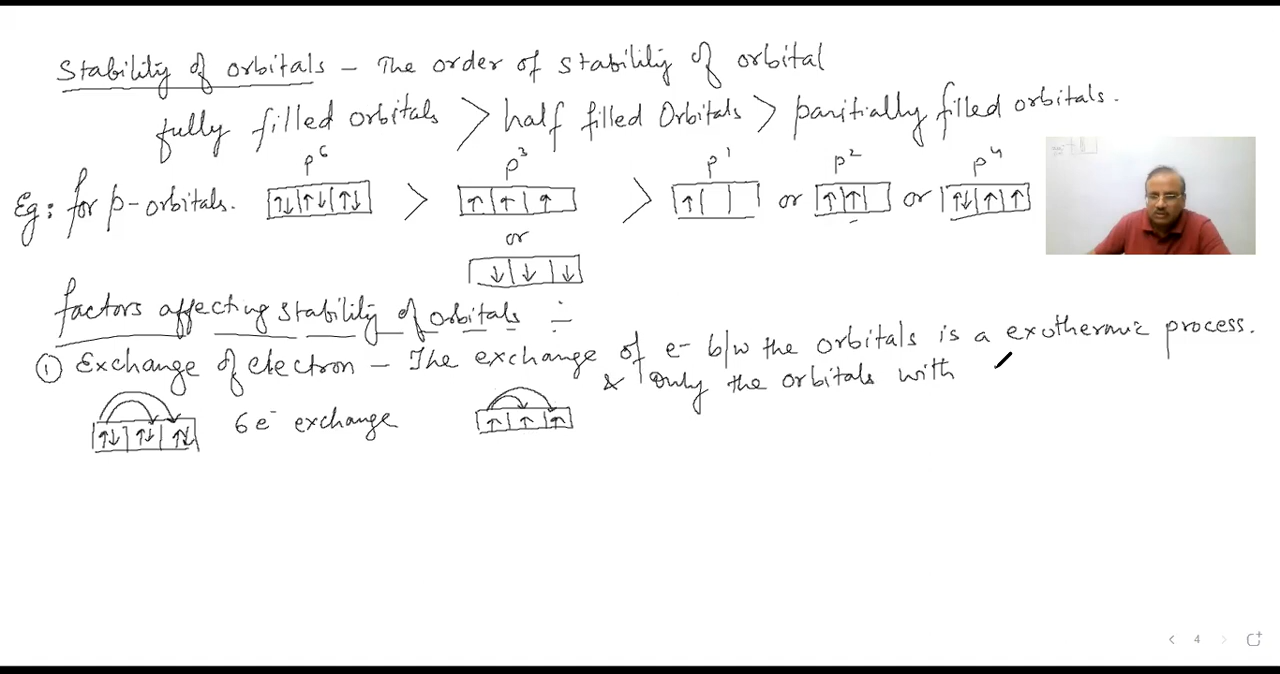 Stability of orbitals – The order of stability of orbital
fully filled orbitals > half filled Orbitals > paritially filled orbitals.
p⁶ p³ p¹ p² p⁴
Eg: for p-orbitals. ↑↓|↑↓|↑↓ > ↑|↑|↑ > ↑| | or ↑|↑| or ↑↓|↑|↑
or
↓|↓|↓
factors affecting stability of orbitals :-
① Exchange of electron – The exchange of e⁻ b/w the orbitals is a exothermic process.
& Only the orbitals with
↑↓|↑↓|↑↓ 6e⁻ exchange ↑|↑|↑
< 4 >